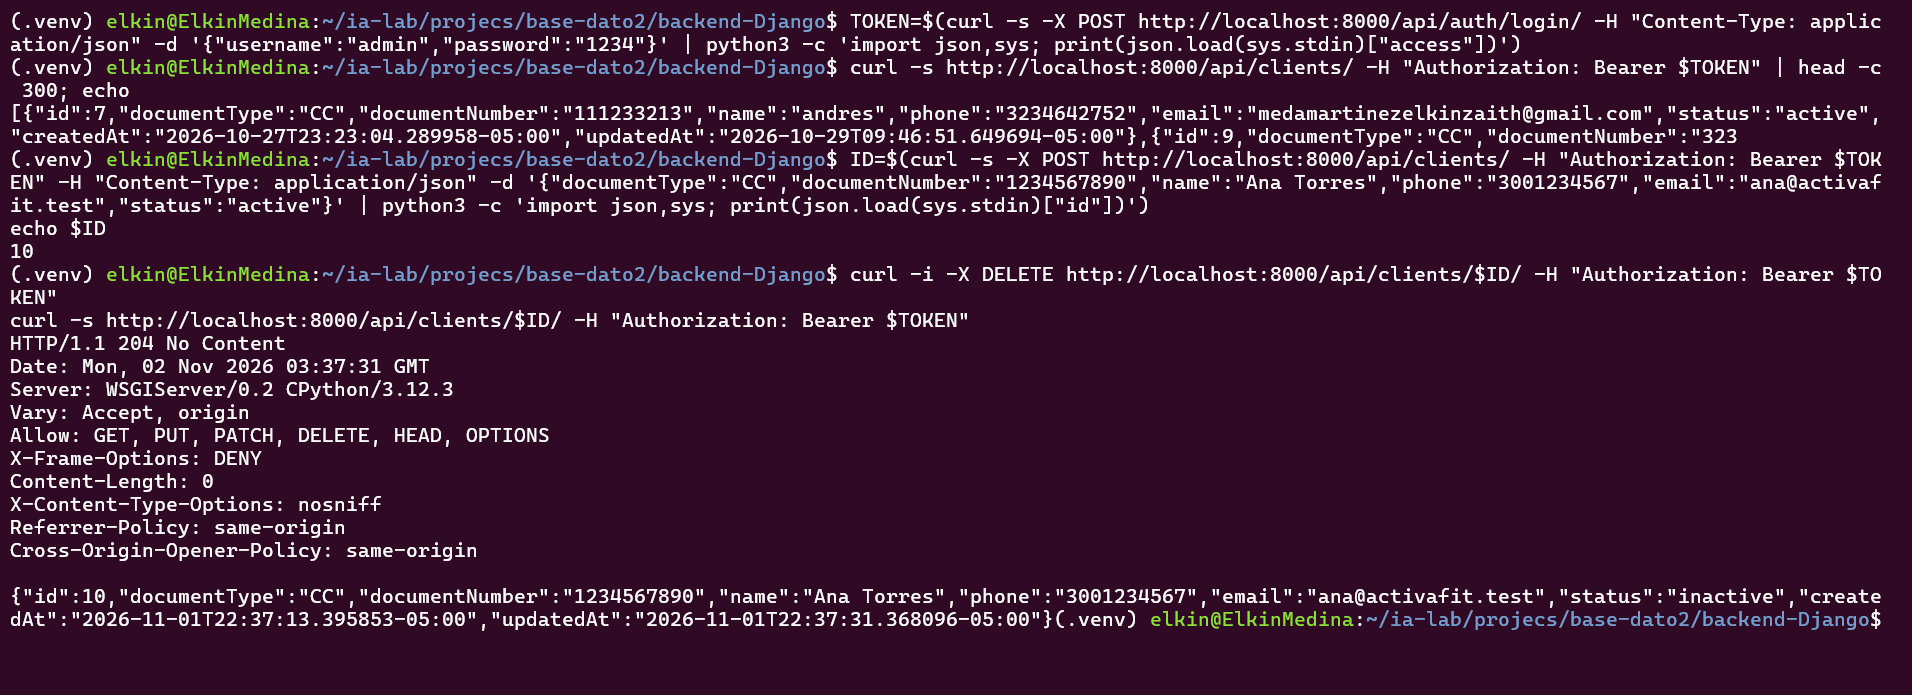 (.venv) elkin@ElkinMedina:~/ia-lab/projecs/base-dato2/backend-Django$ TOKEN=$(curl -s -X POST http://localhost:8000/api/auth/login/ -H "Content-Type: applic
ation/json" -d '{"username":"admin","password":"1234"}' | python3 -c 'import json,sys; print(json.load(sys.stdin)["access"])')
(.venv) elkin@ElkinMedina:~/ia-lab/projecs/base-dato2/backend-Django$ curl -s http://localhost:8000/api/clients/ -H "Authorization: Bearer $TOKEN" | head -c
 300; echo
[{"id":7,"documentType":"CC","documentNumber":"111233213","name":"andres","phone":"3234642752","email":"medamartinezelkinzaith@gmail.com","status":"active",
"createdAt":"2026-10-27T23:23:04.289958-05:00","updatedAt":"2026-10-29T09:46:51.649694-05:00"},{"id":9,"documentType":"CC","documentNumber":"323
(.venv) elkin@ElkinMedina:~/ia-lab/projecs/base-dato2/backend-Django$ ID=$(curl -s -X POST http://localhost:8000/api/clients/ -H "Authorization: Bearer $TOK
EN" -H "Content-Type: application/json" -d '{"documentType":"CC","documentNumber":"1234567890","name":"Ana Torres","phone":"3001234567","email":"ana@activaf
it.test","status":"active"}' | python3 -c 'import json,sys; print(json.load(sys.stdin)["id"])')
echo $ID
10
(.venv) elkin@ElkinMedina:~/ia-lab/projecs/base-dato2/backend-Django$ curl -i -X DELETE http://localhost:8000/api/clients/$ID/ -H "Authorization: Bearer $TO
KEN"
curl -s http://localhost:8000/api/clients/$ID/ -H "Authorization: Bearer $TOKEN"
HTTP/1.1 204 No Content
Date: Mon, 02 Nov 2026 03:37:31 GMT
Server: WSGIServer/0.2 CPython/3.12.3
Vary: Accept, origin
Allow: GET, PUT, PATCH, DELETE, HEAD, OPTIONS
X-Frame-Options: DENY
Content-Length: 0
X-Content-Type-Options: nosniff
Referrer-Policy: same-origin
Cross-Origin-Opener-Policy: same-origin

{"id":10,"documentType":"CC","documentNumber":"1234567890","name":"Ana Torres","phone":"3001234567","email":"ana@activafit.test","status":"inactive","create
dAt":"2026-11-01T22:37:13.395853-05:00","updatedAt":"2026-11-01T22:37:31.368096-05:00"}(.venv) elkin@ElkinMedina:~/ia-lab/projecs/base-dato2/backend-Django$